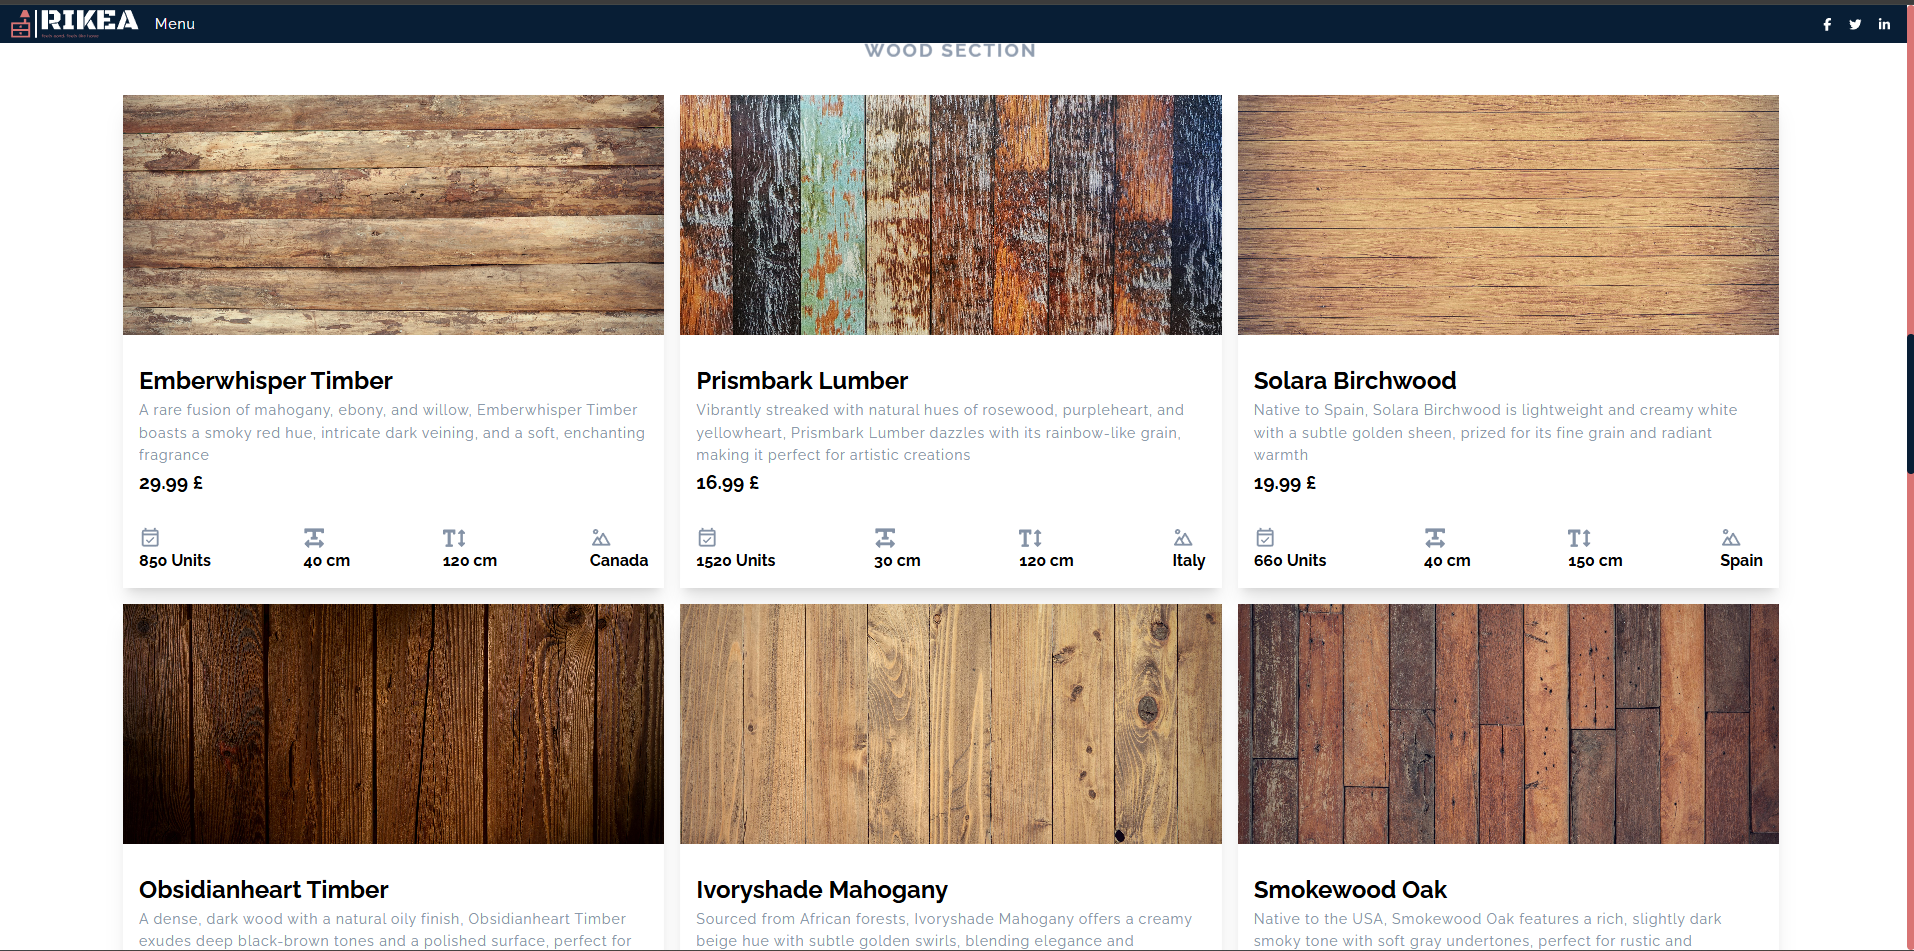 RIKEA
Menu
WOOD SECTION
Emberwhisper Timber
A rare fusion of mahogany, ebony, and willow, Emberwhisper Timber
boasts a smoky red hue, intricate dark veining, and a soft, enchanting
fragrance
29.99 £
850 Units
40 cm
120 cm
Canada
Prismbark Lumber
Vibrantly streaked with natural hues of rosewood, purpleheart, and
yellowheart, Prismbark Lumber dazzles with its rainbow-like grain,
making it perfect for artistic creations
16.99 £
1520 Units
30 cm
120 cm
Italy
Solara Birchwood
Native to Spain, Solara Birchwood is lightweight and creamy white
with a subtle golden sheen, prized for its fine grain and radiant
warmth
19.99 £
660 Units
40 cm
150 cm
Spain
Obsidianheart Timber
A dense, dark wood with a natural oily finish, Obsidianheart Timber
exudes deep black-brown tones and a polished surface, perfect for
Ivoryshade Mahogany
Sourced from African forests, Ivoryshade Mahogany offers a creamy
beige hue with subtle golden swirls, blending elegance and
Smokewood Oak
Native to the USA, Smokewood Oak features a rich, slightly dark
smoky tone with soft gray undertones, perfect for rustic and